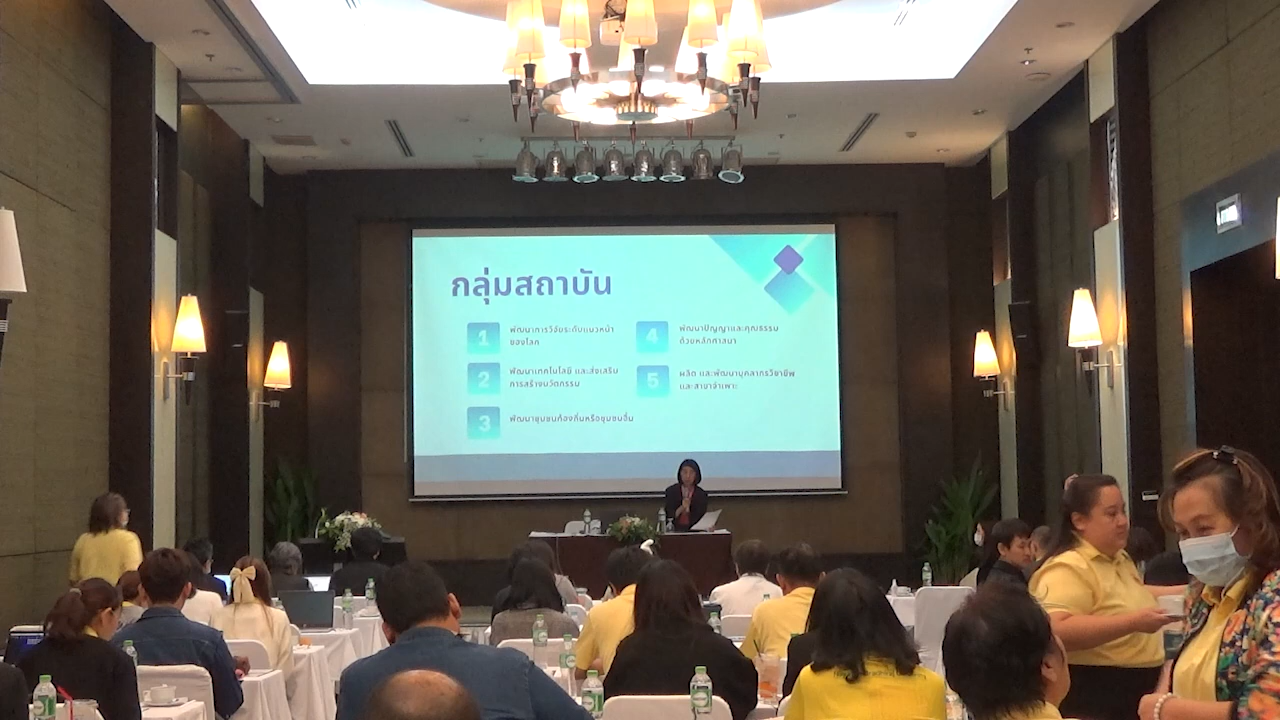 กลุ่มสถาบัน
1
พัฒนาการวิจัยระดับแนวหน้า
ของโลก
2
พัฒนาเทคโนโลยี และส่งเสริม
การสร้างนวัตกรรม
3
พัฒนาชุมชนท้องถิ่นหรือชุมชนอื่น
4
พัฒนาปัญญาและคุณธรรม
ด้วยหลักศาสนา
5
ผลิต และพัฒนาบุคลากรวิชาชีพ
และสาขาจำเพาะ